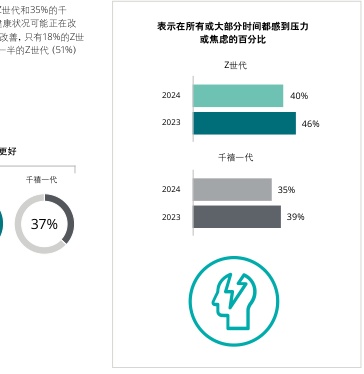 Z世代和35%的千
健康状况可能正在改
改善，只有18%的Z世
一半的Z世代 (51%)
更好
千禧一代
37%
表示在所有或大部分时间都感到压力
或焦虑的百分比
Z世代
2024 40%
2023 46%
千禧一代
2024 35%
2023 39%